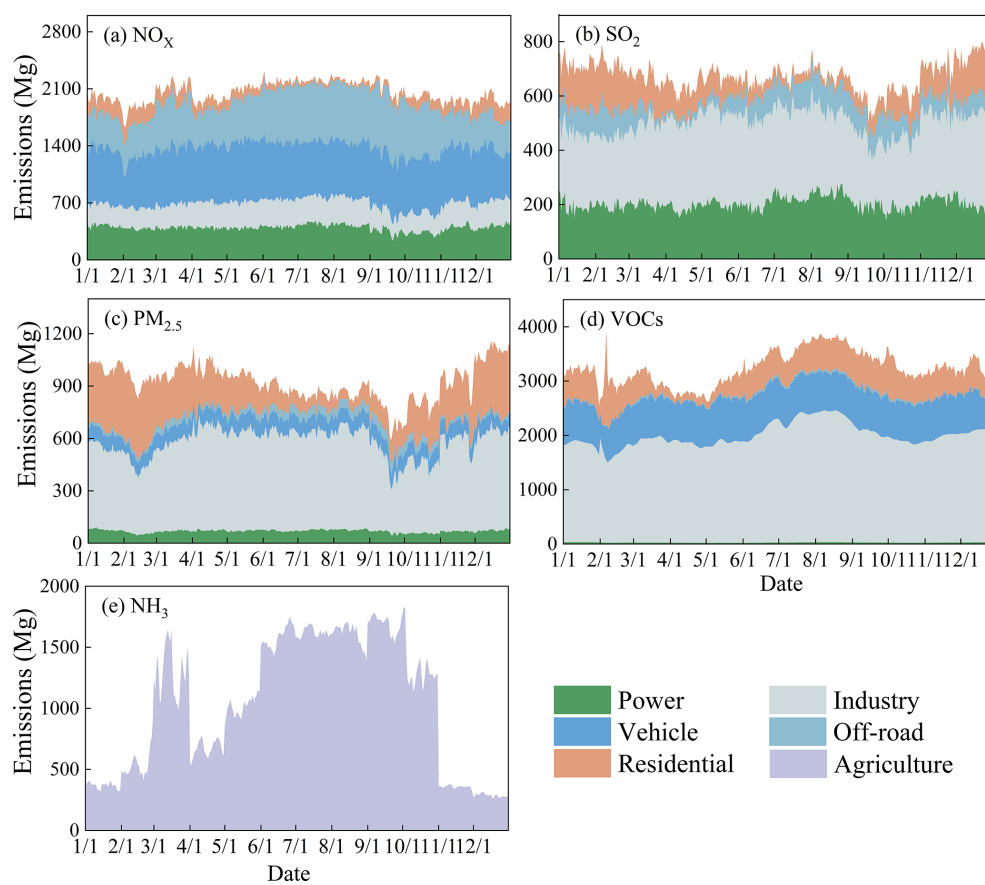 (a) NOX
Emissions (Mg)
2800
2100
1400
700
0
1/1 2/1 3/1 4/1 5/1 6/1 7/1 8/1 9/1 10/1 11/1 12/1
(b) SO2
800
600
400
200
0
1/1 2/1 3/1 4/1 5/1 6/1 7/1 8/1 9/1 10/1 11/1 12/1
(c) PM2.5
Emissions (Mg)
1200
900
600
300
0
1/1 2/1 3/1 4/1 5/1 6/1 7/1 8/1 9/1 10/1 11/1 12/1
(d) VOCs
4000
3000
2000
1000
0
1/1 2/1 3/1 4/1 5/1 6/1 7/1 8/1 9/1 10/1 11/1 12/1
Date
(e) NH3
Emissions (Mg)
2000
1500
1000
500
0
1/1 2/1 3/1 4/1 5/1 6/1 7/1 8/1 9/1 10/1 11/1 12/1
Date
Power
Industry
Vehicle
Off-road
Residential
Agriculture